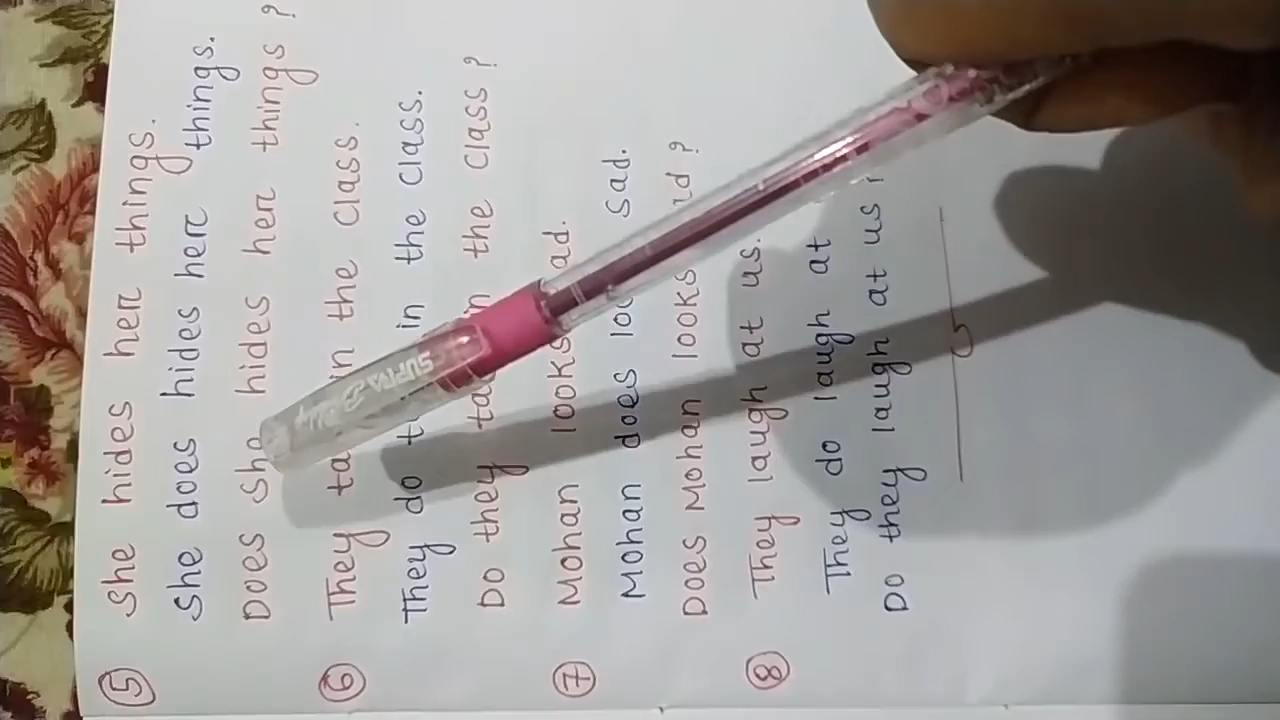 ⑤ She hides her things.
She does hides her things.
Does she hides her things ?
⑥ They in the class.
They do in the class.
Do they in the class ?
⑦ Mohan looks
Mohan does sad.
Does Mohan looks ?
⑧ They laugh at us.
They do laugh at
Do they laugh at us ?
SUPRA